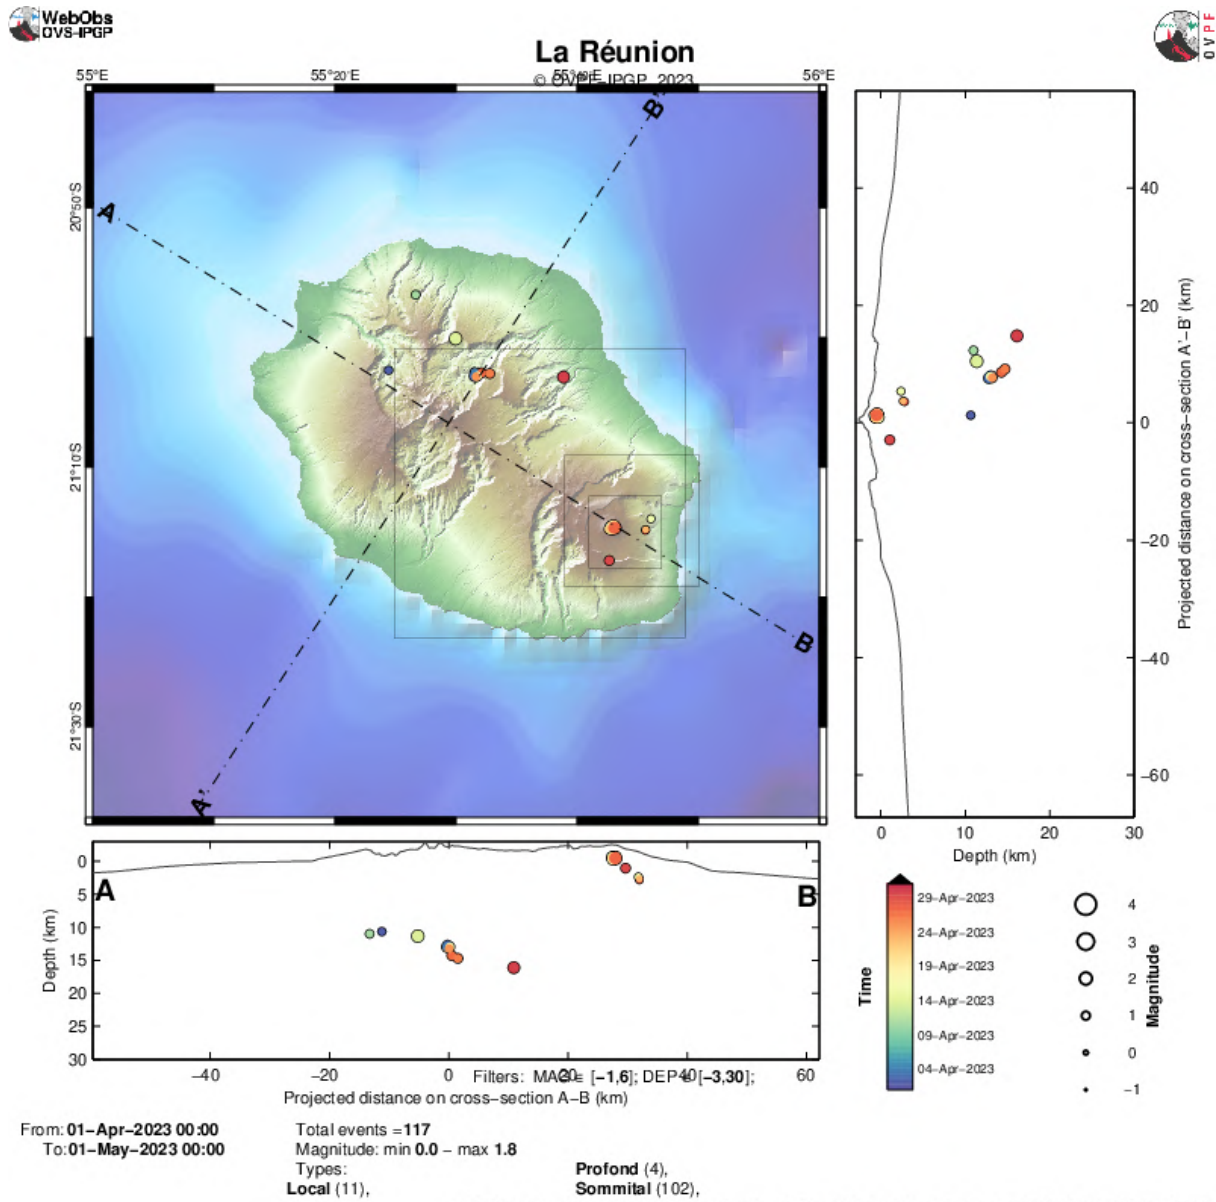 WebObs
OVS-IPGP
OVPF
La Réunion
© OVPF-IPGP, 2023
55°E
55°20'E
56°E
20°50'S
21°10'S
21°30'S
A
B'
A'
B
40
20
0
−20
−40
−60
Projected distance on cross−section A'−B' (km)
0
10
20
30
Depth (km)
0
5
10
15
20
25
30
Depth (km)
A
B
−40
−20
0
20
40
60
Filters: MAG ∈ [−1,6]; DEP ∈ [−3,30];
Projected distance on cross−section A−B (km)
Time
29−Apr−2023
24−Apr−2023
19−Apr−2023
14−Apr−2023
09−Apr−2023
04−Apr−2023
4
3
2
1
0
−1
Magnitude
From: 01−Apr−2023 00:00
To: 01−May−2023 00:00
Total events =117
Magnitude: min 0.0 − max 1.8
Types:
Profond (4),
Local (11),
Sommital (102),